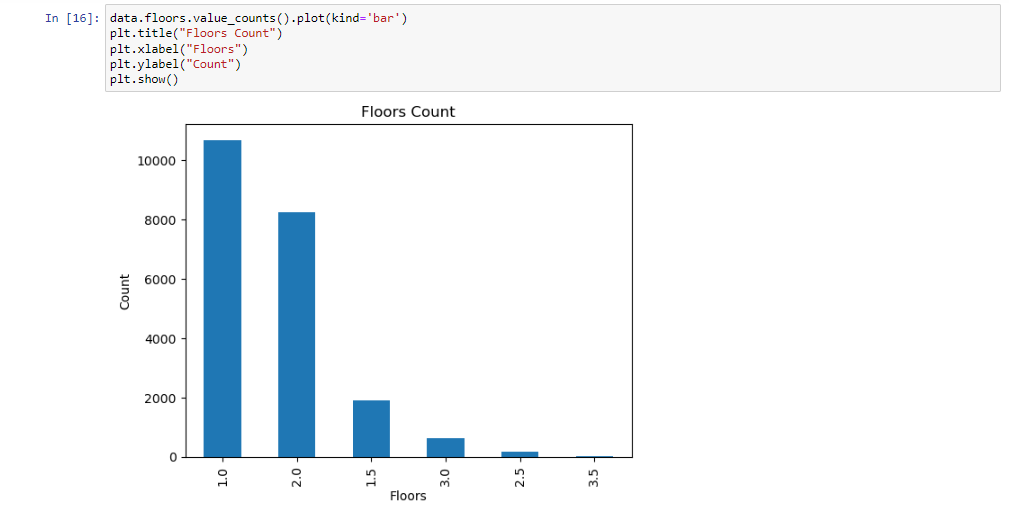 In [16]: data.floors.value_counts().plot(kind='bar')
plt.title("Floors Count")
plt.xlabel("Floors")
plt.ylabel("Count")
plt.show()
Floors Count
10000
8000
6000
4000
2000
0
Count
1.0 2.0 1.5 3.0 2.5 3.5
Floors